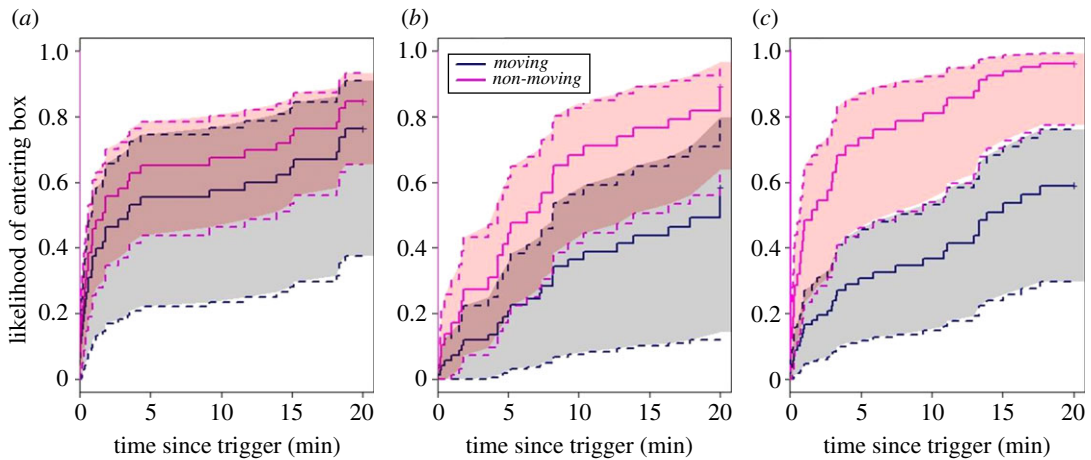 (a) (b) (c)
likelihood of entering box
1.0 1.0 1.0
moving
non-moving
0.8 0.8 0.8
0.6 0.6 0.6
0.4 0.4 0.4
0.2 0.2 0.2
0 0 0
0 5 10 15 20 0 5 10 15 20 0 5 10 15 20
time since trigger (min) time since trigger (min) time since trigger (min)